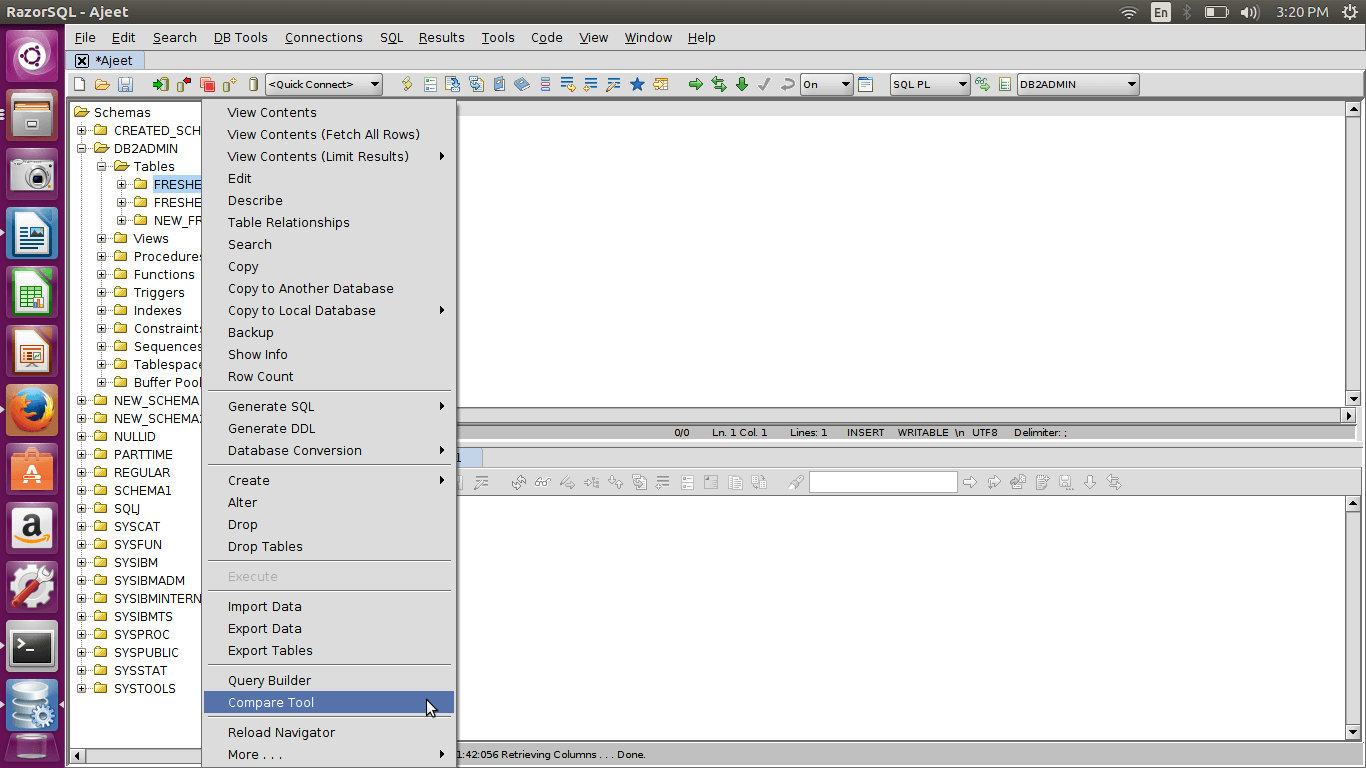 RazorSQL - Ajeet
En
3:20 PM
File Edit Search DB Tools Connections SQL Results Tools Code View Window Help
*Ajeet
<Quick Connect>
On
SQL PL
DB2ADMIN
Schemas
CREATED_SCH
DB2ADMIN
Tables
FRESHE
FRESHE
NEW_FR
Views
Procedures
Functions
Triggers
Indexes
Constraints
Sequences
Tablespace
Buffer Pool
NEW_SCHEMA
NEW_SCHEMA
NULLID
PARTTIME
REGULAR
SCHEMA1
SQLJ
SYSCAT
SYSFUN
SYSIBM
SYSIBMADM
SYSIBMINTERN
SYSIBMTS
SYSPROC
SYSPUBLIC
SYSSTAT
SYSTOOLS
View Contents
View Contents (Fetch All Rows)
View Contents (Limit Results)
Edit
Describe
Table Relationships
Search
Copy
Copy to Another Database
Copy to Local Database
Backup
Show Info
Row Count
Generate SQL
Generate DDL
Database Conversion
Create
Alter
Drop
Drop Tables
Execute
Import Data
Export Data
Export Tables
Query Builder
Compare Tool
Reload Navigator
More . . .
0/0 Ln. 1 Col. 1 Lines: 1 INSERT WRITABLE \n UTF8 Delimiter: ;
1
1:42:056 Retrieving Columns . . . Done.